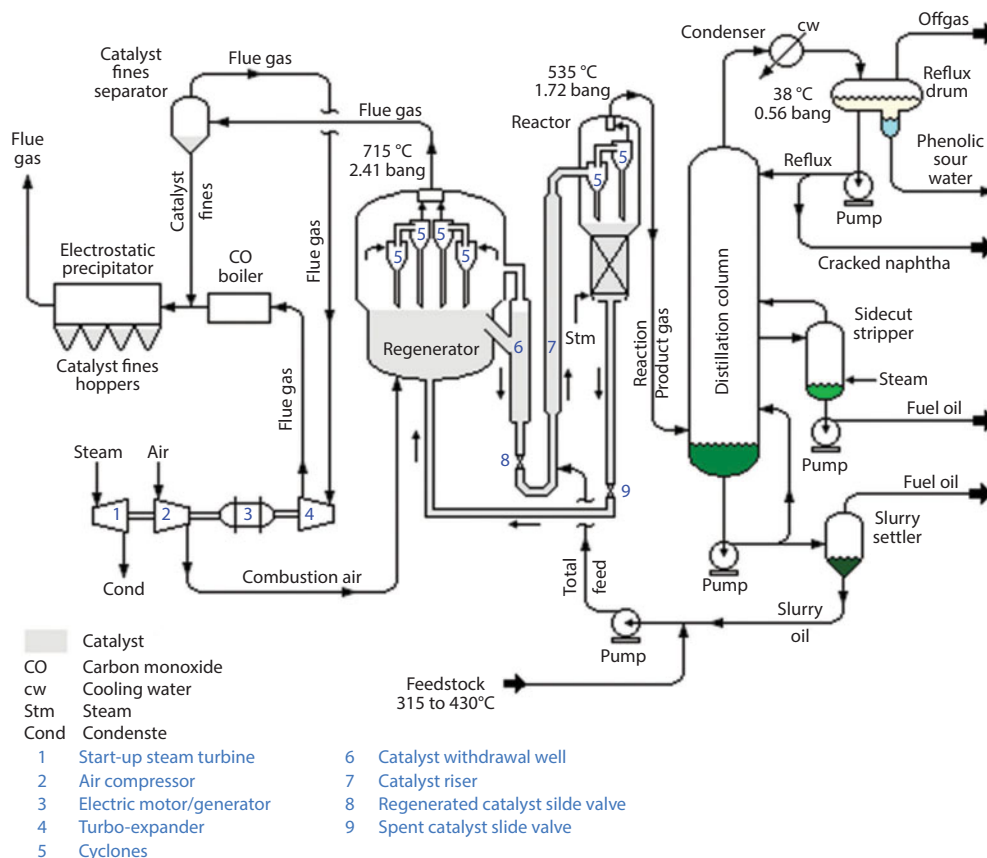 Offgas
cw
Condenser
Flue gas
Catalyst
fines
separator
535 °C
1.72 bang
Reflux
drum
38 °C
0.56 bang
Flue gas
Reactor
Flue
gas
715 °C
2.41 bang
5
5
Phenolic
sour
water
Reflux
Pump
Catalyst
fines
Flue gas
5
5
5
5
Electrostatic
precipitator
CO
boiler
Cracked naphtha
Distillation column
Sidecut
stripper
Stm
Reaction
Product gas
6
7
Regenerator
Catalyst fines
hoppers
Steam
Fuel oil
Flue gas
Pump
Steam
Air
8
9
Fuel oil
1
2
3
4
Slurry
settler
Pump
Cond
Combustion air
Total
feed
Slurry
oil
Pump
Feedstock
315 to 430°C
Catalyst
CO Carbon monoxide
cw Cooling water
Stm Steam
Cond Condenste
1 Start-up steam turbine
2 Air compressor
3 Electric motor/generator
4 Turbo-expander
5 Cyclones
6 Catalyst withdrawal well
7 Catalyst riser
8 Regenerated catalyst silde valve
9 Spent catalyst slide valve